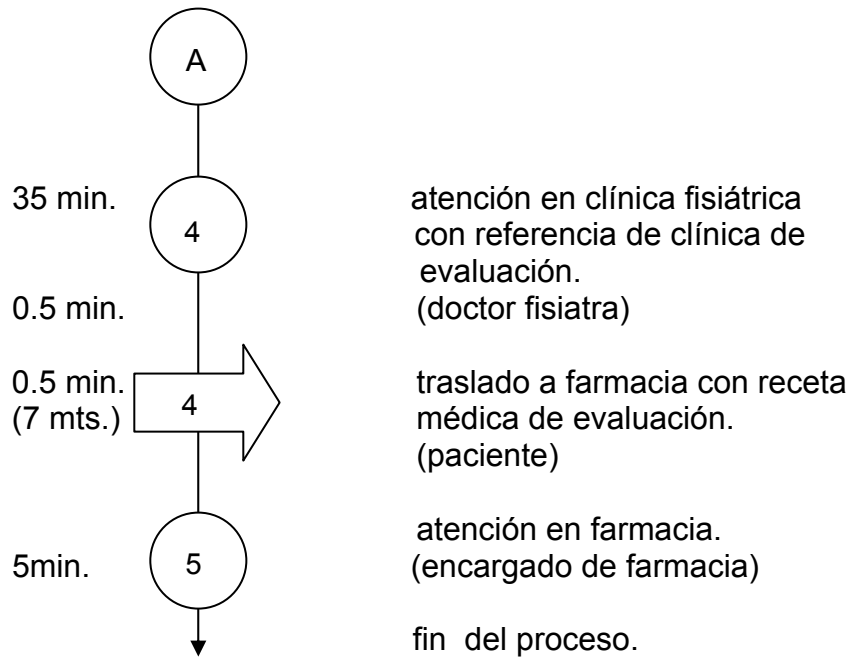 A
35 min.
4
atención en clínica fisiátrica
con referencia de clínica de
evaluación.
0.5 min.
(doctor fisiatra)
0.5 min.
(7 mts.)
4
traslado a farmacia con receta
médica de evaluación.
(paciente)
5min.
5
atención en farmacia.
(encargado de farmacia)
fin del proceso.